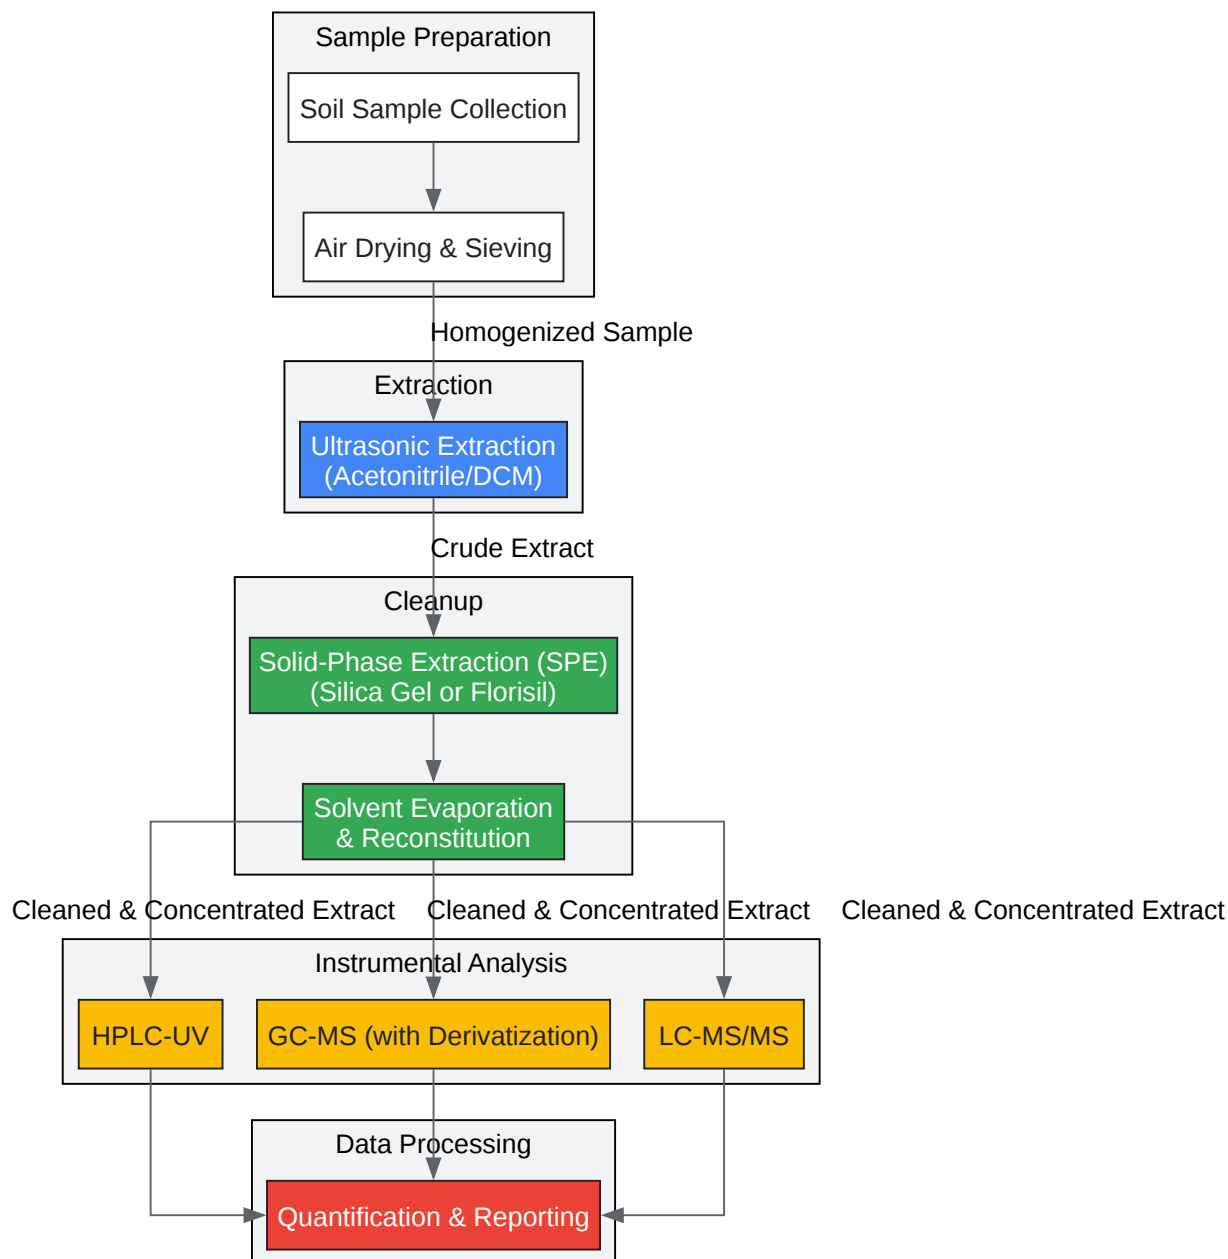 Sample Preparation
Soil Sample Collection
Air Drying & Sieving
Homogenized Sample
Extraction
Ultrasonic Extraction
(Acetonitrile/DCM)
Crude Extract
Cleanup
Solid-Phase Extraction (SPE)
(Silica Gel or Florisil)
Solvent Evaporation
& Reconstitution
Cleaned & Concentrated Extract
Cleaned & Concentrated Extract
Cleaned & Concentrated Extract
Instrumental Analysis
HPLC-UV
GC-MS (with Derivatization)
LC-MS/MS
Data Processing
Quantification & Reporting